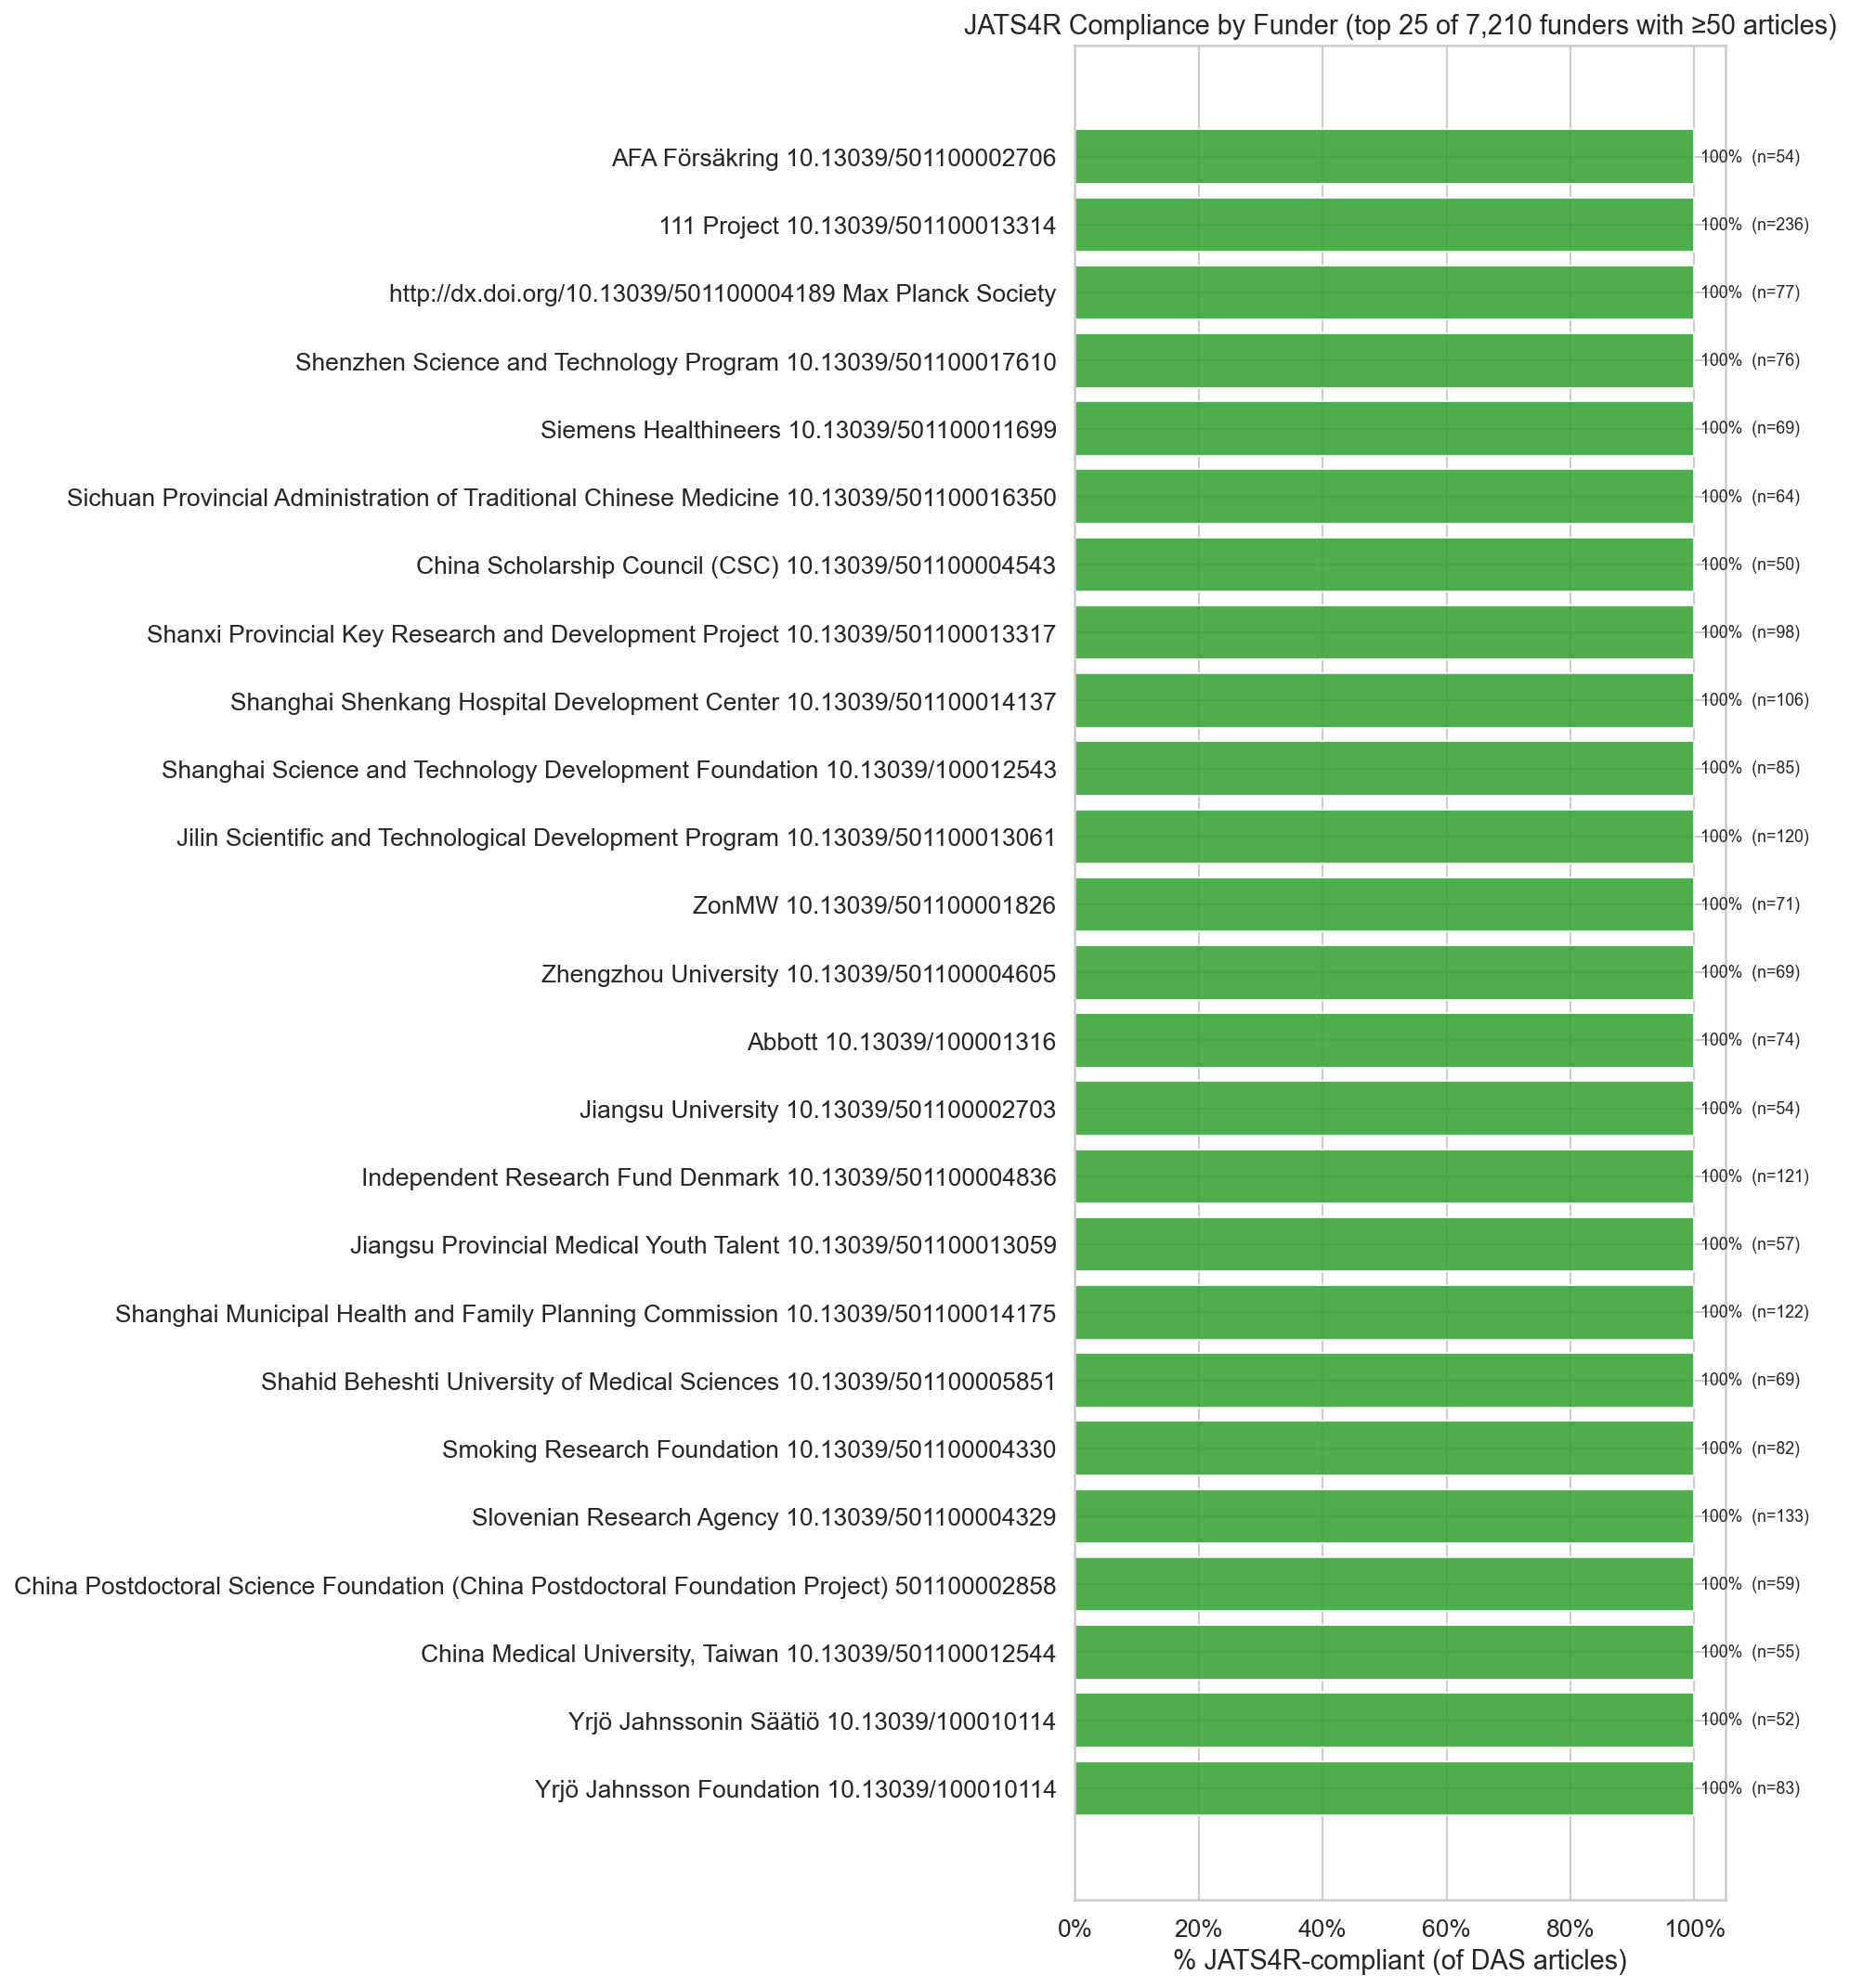 JATS4R Compliance by Funder (top 25 of 7,210 funders with ≥50 articles)
AFA Försäkring 10.13039/501100002706 100% (n=54)
111 Project 10.13039/501100013314 100% (n=236)
http://dx.doi.org/10.13039/501100004189 Max Planck Society 100% (n=77)
Shenzhen Science and Technology Program 10.13039/501100017610 100% (n=76)
Siemens Healthineers 10.13039/501100011699 100% (n=69)
Sichuan Provincial Administration of Traditional Chinese Medicine 10.13039/501100016350 100% (n=64)
China Scholarship Council (CSC) 10.13039/501100004543 100% (n=50)
Shanxi Provincial Key Research and Development Project 10.13039/501100013317 100% (n=98)
Shanghai Shenkang Hospital Development Center 10.13039/501100014137 100% (n=106)
Shanghai Science and Technology Development Foundation 10.13039/100012543 100% (n=85)
Jilin Scientific and Technological Development Program 10.13039/501100013061 100% (n=120)
ZonMW 10.13039/501100001826 100% (n=71)
Zhengzhou University 10.13039/501100004605 100% (n=69)
Abbott 10.13039/100001316 100% (n=74)
Jiangsu University 10.13039/501100002703 100% (n=54)
Independent Research Fund Denmark 10.13039/501100004836 100% (n=121)
Jiangsu Provincial Medical Youth Talent 10.13039/501100013059 100% (n=57)
Shanghai Municipal Health and Family Planning Commission 10.13039/501100014175 100% (n=122)
Shahid Beheshti University of Medical Sciences 10.13039/501100005851 100% (n=69)
Smoking Research Foundation 10.13039/501100004330 100% (n=82)
Slovenian Research Agency 10.13039/501100004329 100% (n=133)
China Postdoctoral Science Foundation (China Postdoctoral Foundation Project) 501100002858 100% (n=59)
China Medical University, Taiwan 10.13039/501100012544 100% (n=55)
Yrjö Jahnssonin Säätiö 10.13039/100010114 100% (n=52)
Yrjö Jahnsson Foundation 10.13039/100010114 100% (n=83)
0% 20% 40% 60% 80% 100%
% JATS4R-compliant (of DAS articles)